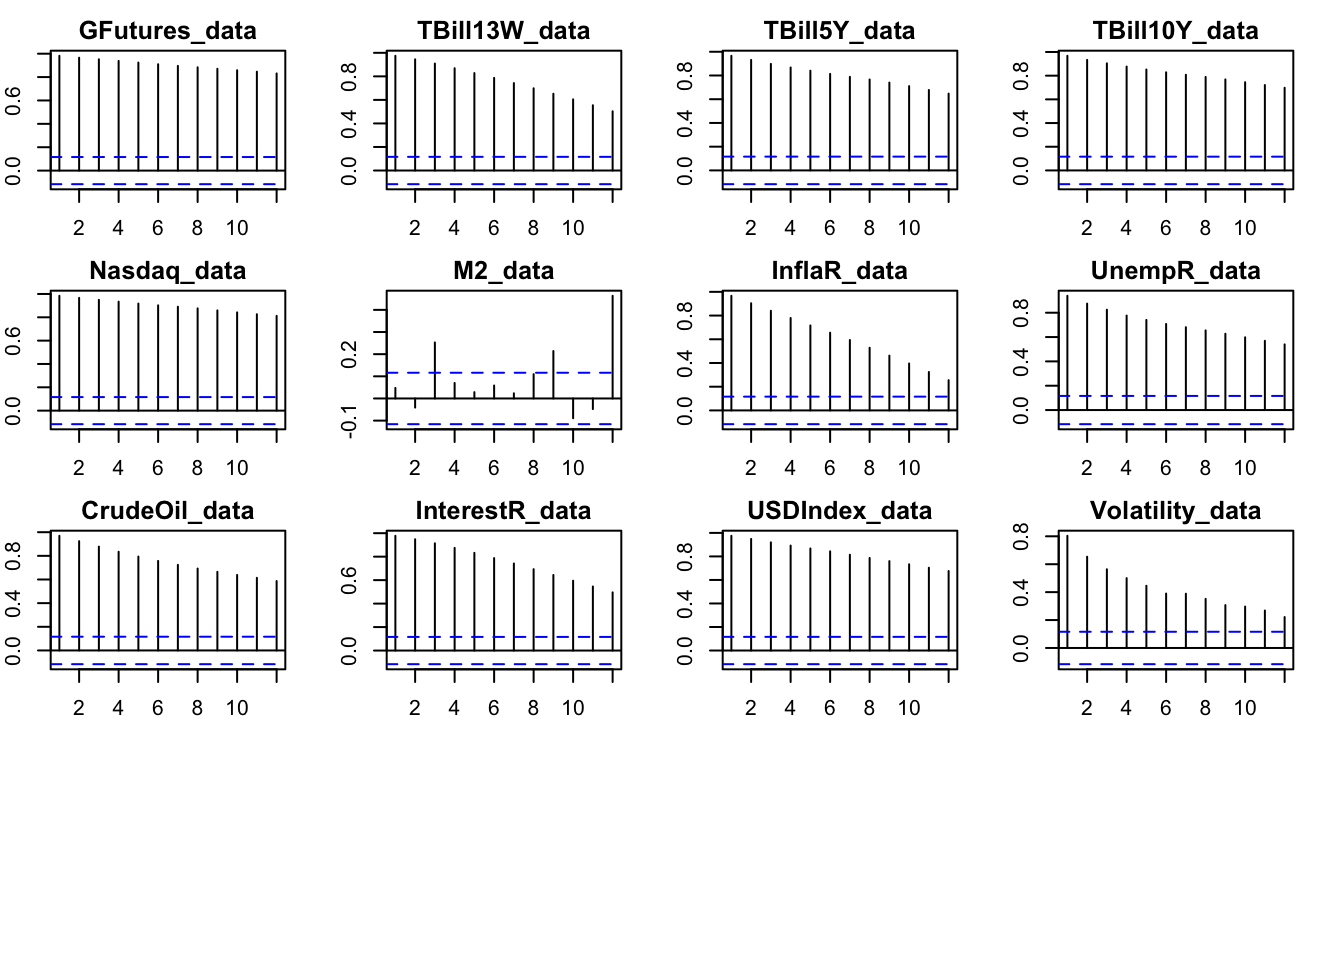 GFutures_data TBill13W_data TBill5Y_data TBill10Y_data
0.0 0.6 0.0 0.4 0.8 0.0 0.4 0.8 0.0 0.4 0.8
2 4 6 8 10 2 4 6 8 10 2 4 6 8 10 2 4 6 8 10
Nasdaq_data M2_data InflaR_data UnempR_data
0.0 0.6 -0.1 0.2 0.0 0.4 0.8 0.0 0.4 0.8
2 4 6 8 10 2 4 6 8 10 2 4 6 8 10 2 4 6 8 10
CrudeOil_data InterestR_data USDIndex_data Volatility_data
0.0 0.4 0.8 0.0 0.6 0.0 0.4 0.8 0.0 0.4 0.8
2 4 6 8 10 2 4 6 8 10 2 4 6 8 10 2 4 6 8 10